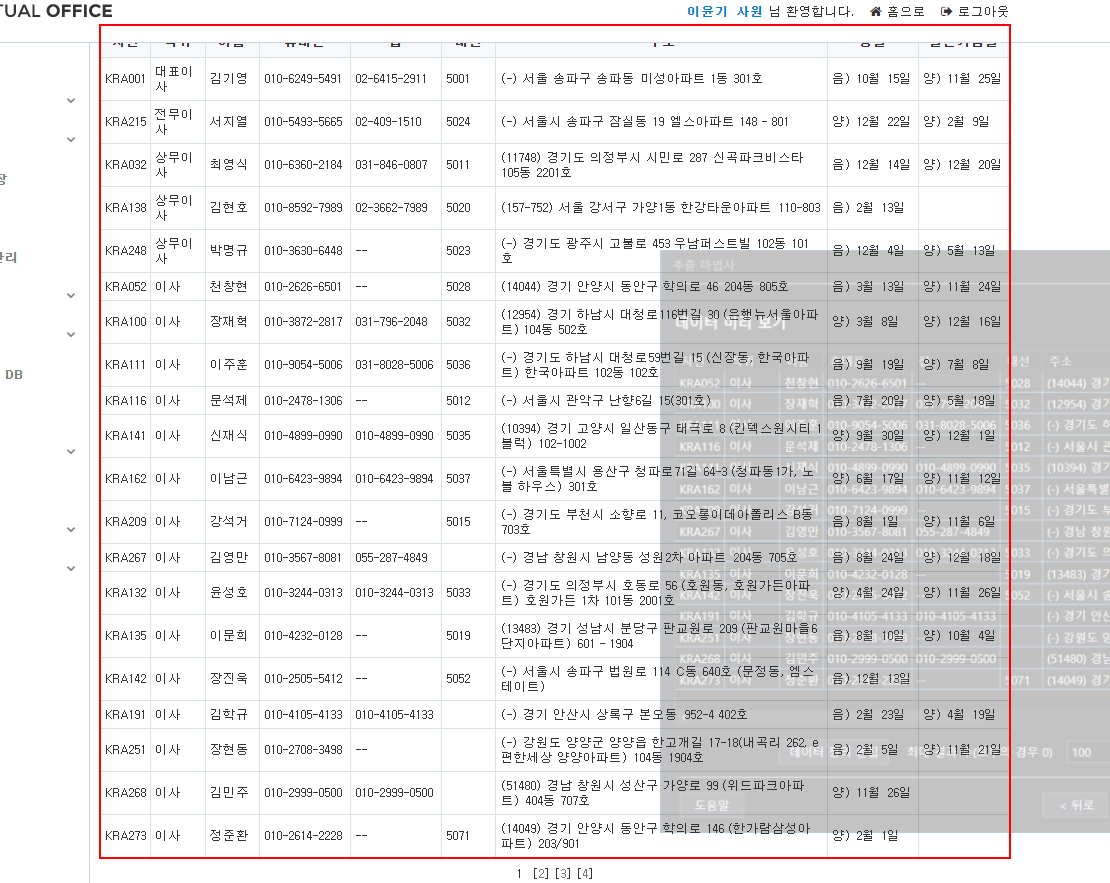 TUAL OFFICE
이윤기 사원 님 환영합니다. 홈으로 로그아웃
KRA001 대표이사 김기영 010-6249-5491 02-6415-2911 5001 (-) 서울 송파구 송파동 미성아파트 1동 301호 음) 10월 15일 양) 11월 25일
KRA215 전무이사 서지열 010-5493-5665 02-409-1510 5024 (-) 서울시 송파구 잠실동 19 엘스아파트 148 - 801 양) 12월 22일 양) 2월 9일
KRA032 상무이사 최영식 010-6360-2184 031-846-0807 5011 (11748) 경기도 의정부시 시민로 287 신곡파크비스타 105동 2201호 음) 12월 14일 양) 12월 20일
KRA138 상무이사 김현호 010-8592-7989 02-3662-7989 5020 (157-752) 서울 강서구 가양1동 한강타운아파트 110-803 음) 2월 13일
KRA248 상무이사 박명규 010-3630-6448 -- 5023 (-) 경기도 광주시 고불로 453 우남퍼스트빌 102동 101호 음) 12월 4일 양) 5월 13일
KRA052 이사 천창현 010-2626-6501 -- 5028 (14044) 경기 안양시 동안구 학의로 46 204동 805호 음) 3월 13일 양) 11월 24일
KRA100 이사 장재혁 010-3872-2817 031-796-2048 5032 (12954) 경기 하남시 대청로116번길 30 (은행뉴서울아파트) 104동 502호 양) 3월 8일 양) 12월 16일
KRA111 이사 이주훈 010-9054-5006 031-8028-5006 5036 (-) 경기도 하남시 대청로59번길 15 (신장동, 한국아파트) 한국아파트 102동 102호 음) 9월 19일 양) 7월 8일
KRA116 이사 문석제 010-2478-1306 -- 5012 (-) 서울시 관악구 난향6길 15(301호) 음) 7월 20일 양) 5월 18일
KRA141 이사 신재식 010-4899-0990 010-4899-0990 5035 (10394) 경기 고양시 일산동구 태극로 8 (킨텍스원시티 1블럭) 102-1002 양) 9월 30일 양) 12월 1일
KRA162 이사 이남근 010-6423-9894 010-6423-9894 5037 (-) 서울특별시 용산구 청파로71길 64-3 (청파동1가, 노블 하우스) 301호 양) 6월 17일 양) 11월 12일
KRA209 이사 강석거 010-7124-0999 -- 5015 (-) 경기도 부천시 소향로 11, 코오롱이데아폴리스 B동 703호 음) 8월 1일 양) 11월 6일
KRA267 이사 김영만 010-3567-8081 055-287-4849 (-) 경남 창원시 남양동 성원2차 아파트 204동 705호 음) 8월 24일 양) 12월 18일
KRA132 이사 윤성호 010-3244-0313 010-3244-0313 5033 (-) 경기도 의정부시 호동로 56 (호원동, 호원가든아파트) 호원가든 1차 101동 2001호 양) 4월 24일 양) 11월 26일
KRA135 이사 이문희 010-4232-0128 -- 5019 (13483) 경기 성남시 분당구 판교원로 209 (판교원마을6단지아파트) 601 - 1904 음) 8월 10일 양) 10월 4일
KRA142 이사 장진욱 010-2505-5412 -- 5052 (-) 서울시 송파구 법원로 114 C동 640호 (문정동, 엠스테이트) 음) 12월 13일
KRA191 이사 김학규 010-4105-4133 010-4105-4133 (-) 경기 안산시 상록구 본오동 952-4 402호 음) 2월 23일 양) 4월 19일
KRA251 이사 장현동 010-2708-3498 -- (-) 강원도 양양군 양양읍 한고개길 17-18(내곡리 262, e편한세상 양양아파트) 104동 1904호 음) 2월 5일 양) 11월 21일
KRA268 이사 김민주 010-2999-0500 010-2999-0500 (51480) 경남 창원시 성산구 가양로 99 (위드파크아파트) 404동 707호 양) 11월 26일
KRA273 이사 정준환 010-2614-2228 -- 5071 (14049) 경기 안양시 동안구 학의로 146 (한가람삼성아파트) 203/901 양) 2월 1일
1 [2] [3] [4]
관리
DB
추출 마법사
데이터 미리 보기
주소
100
도움말
< 뒤로